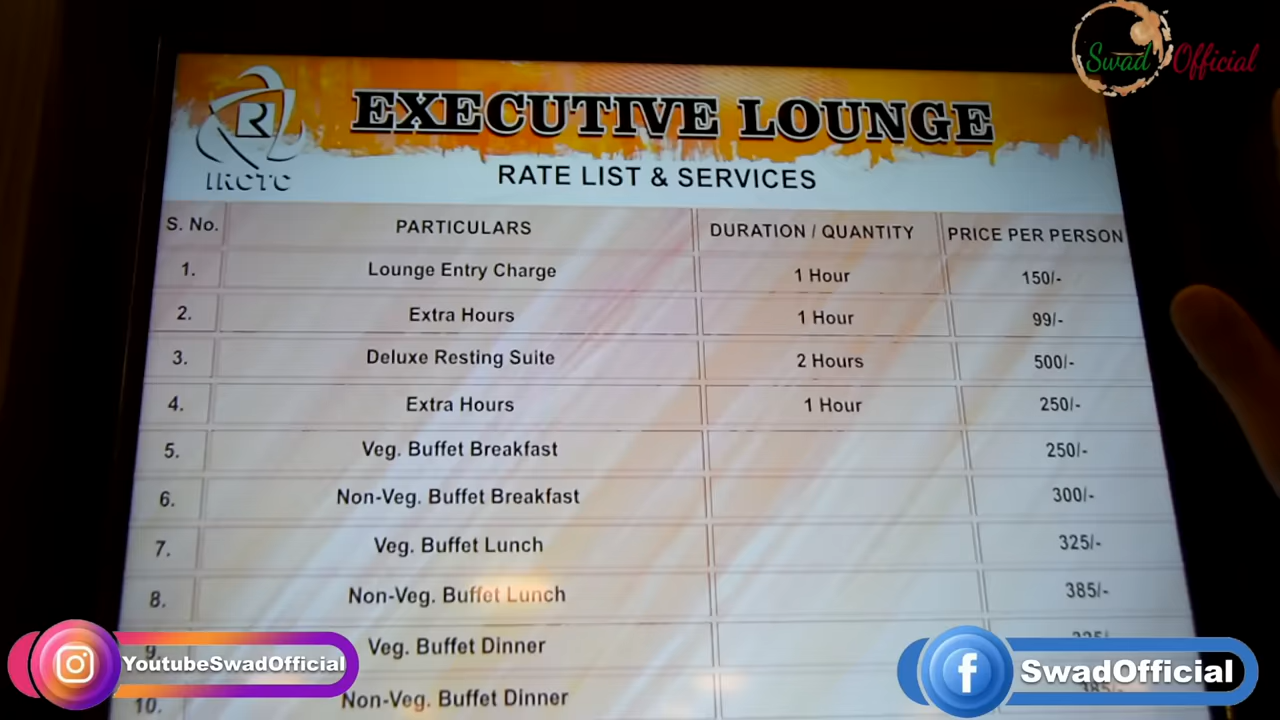 Swad Official
R
IRCTC
EXECUTIVE LOUNGE
RATE LIST & SERVICES
S. No. PARTICULARS DURATION / QUANTITY PRICE PER PERSON
1. Lounge Entry Charge 1 Hour 150/-
2. Extra Hours 1 Hour 99/-
3. Deluxe Resting Suite 2 Hours 500/-
4. Extra Hours 1 Hour 250/-
5. Veg. Buffet Breakfast 250/-
6. Non-Veg. Buffet Breakfast 300/-
7. Veg. Buffet Lunch 325/-
8. Non-Veg. Buffet Lunch 385/-
9. Veg. Buffet Dinner
10. Non-Veg. Buffet Dinner 385/-
YoutubeSwadOfficial
f SwadOfficial